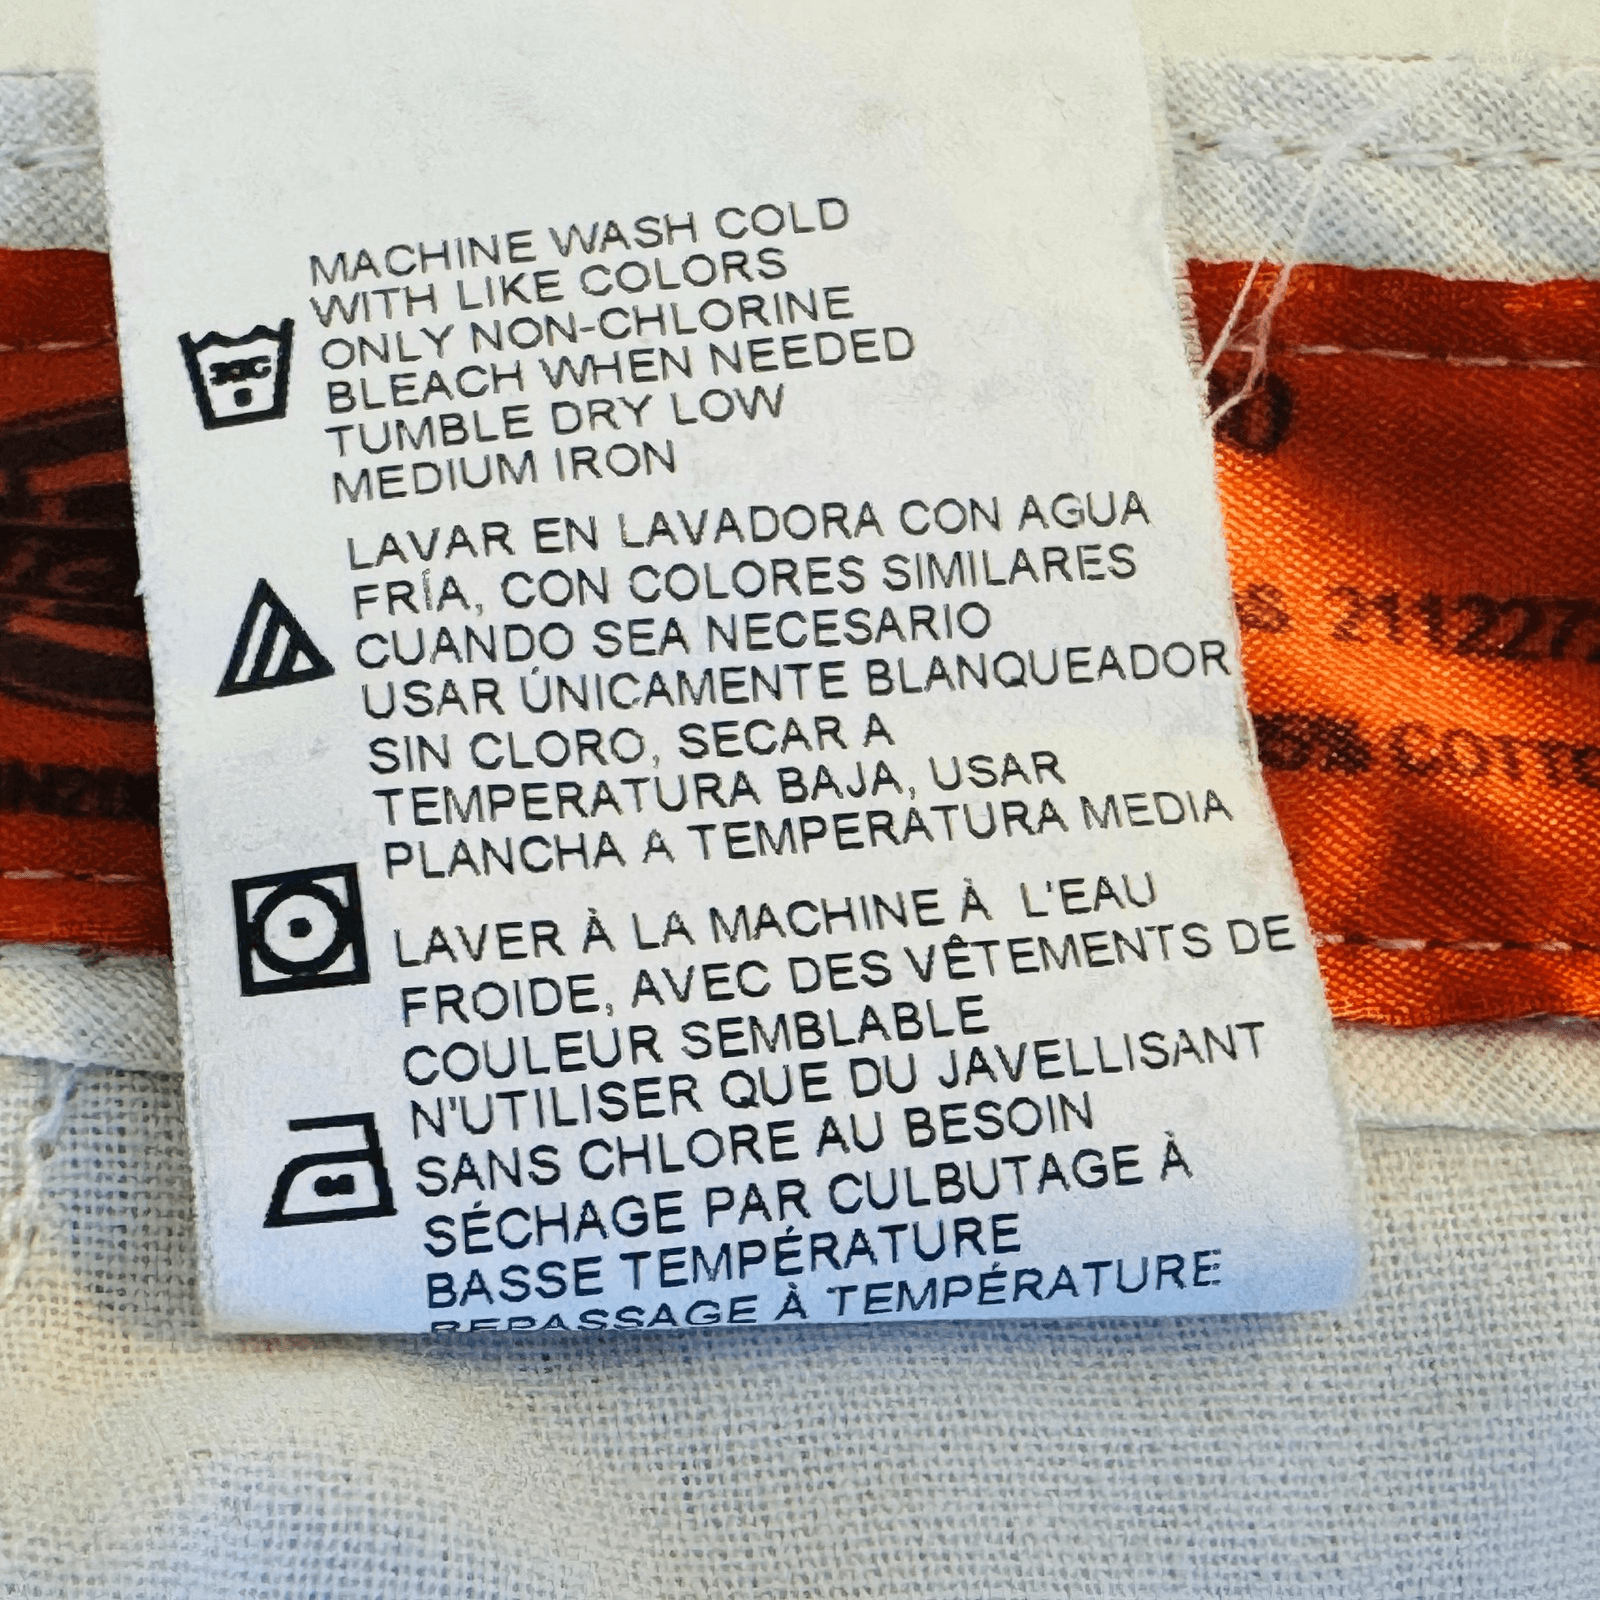 MACHINE WASH COLD
WITH LIKE COLORS
ONLY NON-CHLORINE
BLEACH WHEN NEEDED
TUMBLE DRY LOW
MEDIUM IRON
LAVAR EN LAVADORA CON AGUA
FRÍA, CON COLORES SIMILARES
CUANDO SEA NECESARIO
USAR ÚNICAMENTE BLANQUEADOR
SIN CLORO, SECAR A
TEMPERATURA BAJA, USAR
PLANCHA A TEMPERATURA MEDIA
LAVER À LA MACHINE À L'EAU
FROIDE, AVEC DES VÊTEMENTS DE
COULEUR SEMBLABLE
N'UTILISER QUE DU JAVELLISANT
SANS CHLORE AU BESOIN
SÉCHAGE PAR CULBUTAGE À
BASSE TEMPÉRATURE
REPASSAGE À TEMPÉRATURE